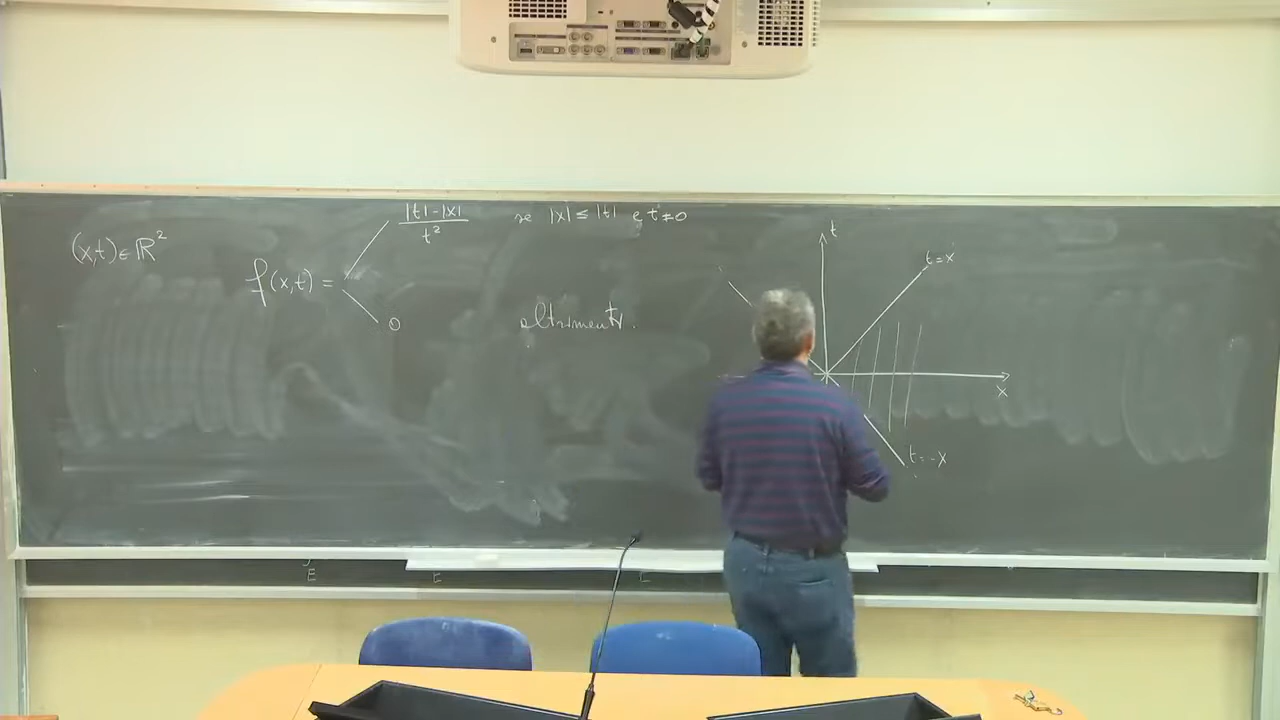 (x,t) ∈ ℝ²
f(x,t) =
|t|-|x| / t² se |x| ≤ |t| e t ≠ 0
0 altrimenti.
t
t=x
x
t=-x
E E E